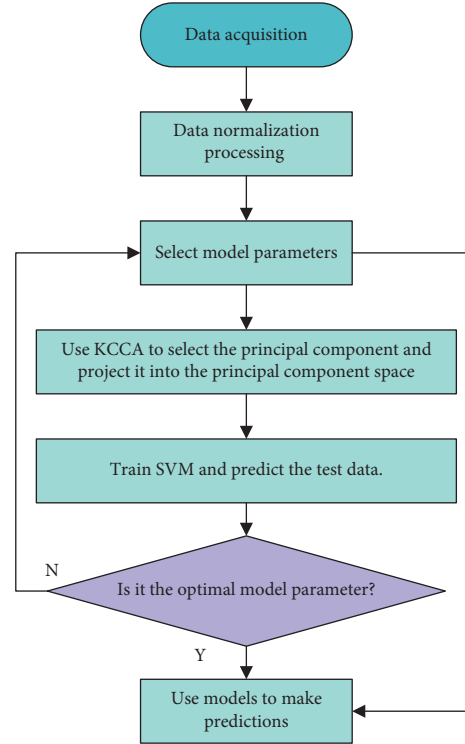 Data acquisition
Data normalization
processing
Select model parameters
Use KCCA to select the principal component and
project it into the principal component space
Train SVM and predict the test data.
Is it the optimal model parameter?
N
Y
Use models to make
predictions